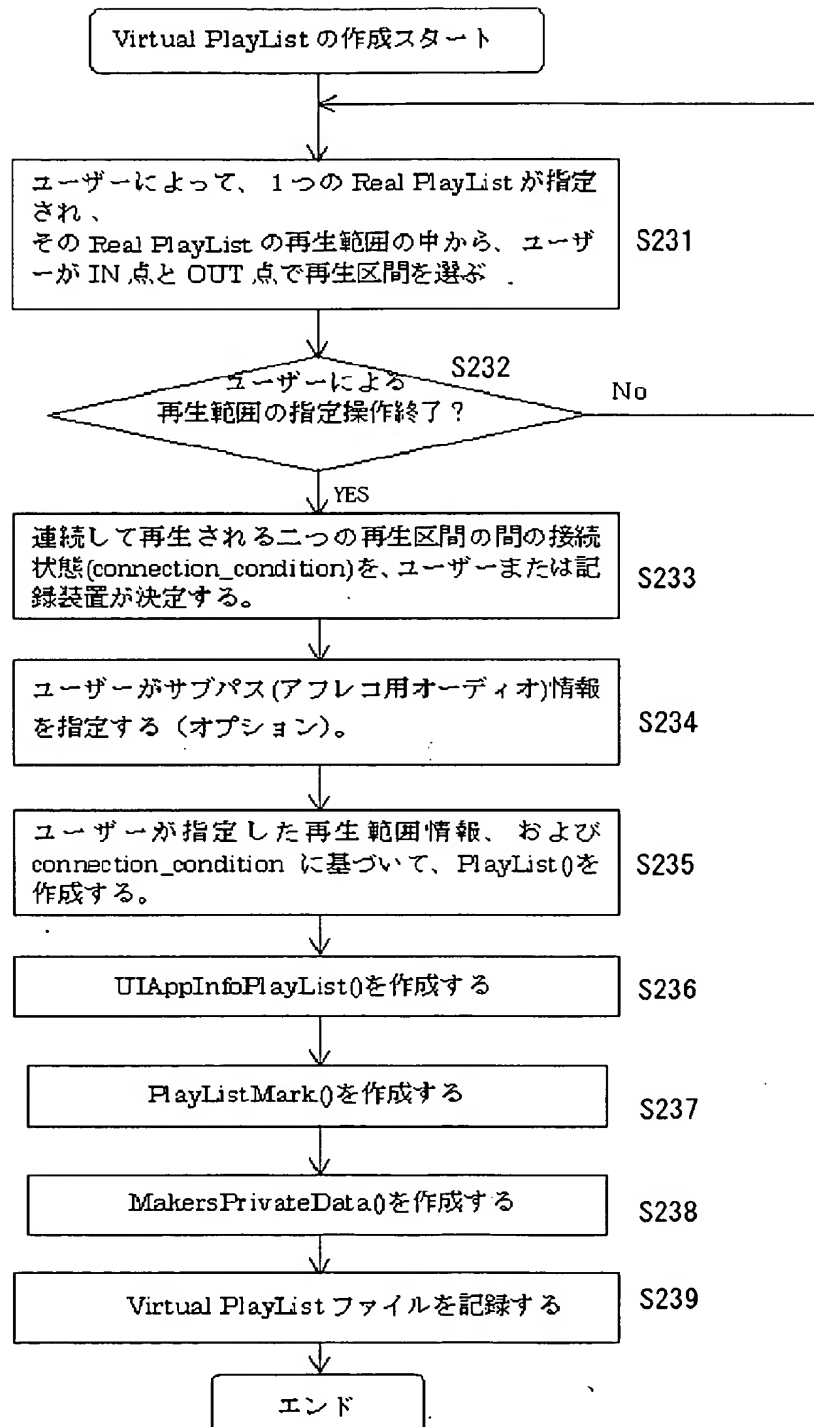 Virtual PlayList の作成スタート
ユーザーによって、1つの Real PlayList が指定
され、
その Real PlayList の再生範囲の中から、ユーザ
ーが IN 点と OUT 点で再生区間を選ぶ
S231
S232
ユーザーによる
再生範囲の指定操作終了?
No
YES
連続して再生される二つの再生区間の間の接続
状態(connection_condition)を、ユーザーまたは記
録装置が決定する。
S233
ユーザーがサブパス(アフレコ用オーディオ)情報
を指定する(オプション)。
S234
ユーザーが指定した再生範囲情報、および
connection_condition に基づいて、PlayList()を
作成する。
S235
UIAppInfoPlayList()を作成する
S236
PlayListMark()を作成する
S237
MakersPrivateData()を作成する
S238
Virtual PlayList ファイルを記録する
S239
エンド